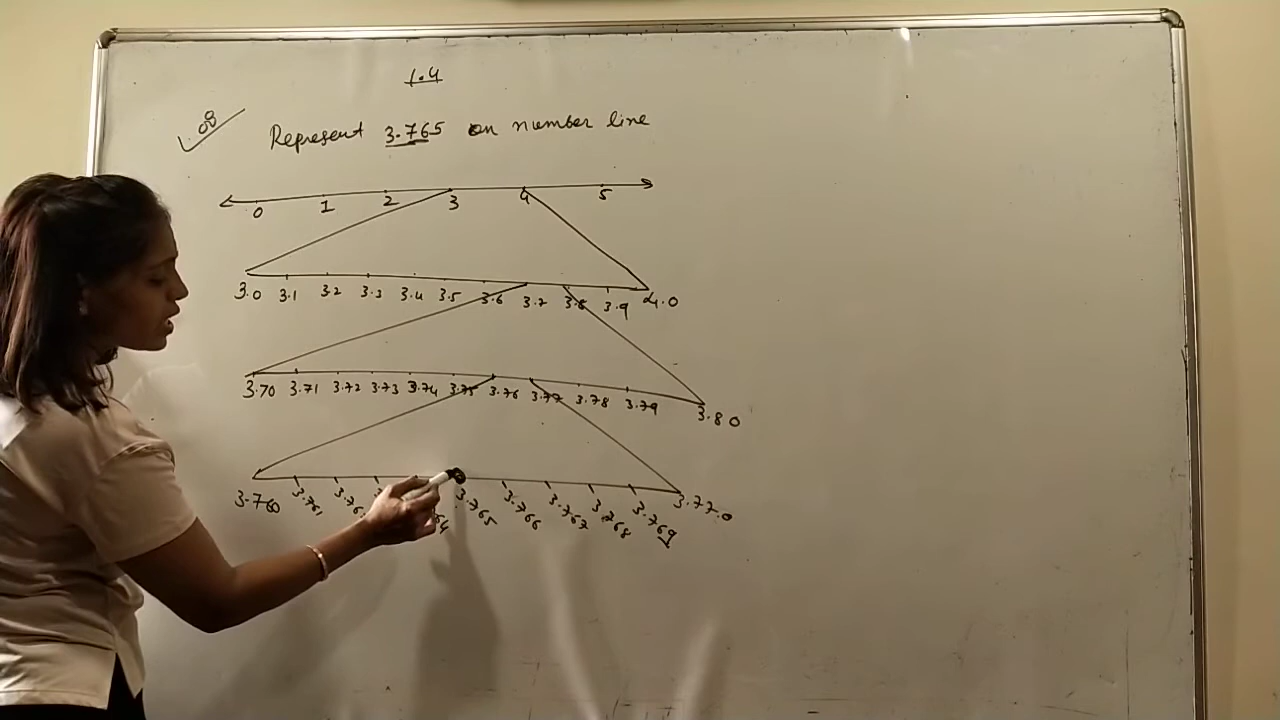 1.4
Represent 3.765 on number line
0 1 2 3 4 5
3.0 3.1 3.2 3.3 3.4 3.5 3.6 3.7 3.8 3.9 4.0
3.70 3.71 3.72 3.73 3.74 3.75 3.76 3.77 3.78 3.79 3.80
3.760 3.761 3.765 3.766 3.767 3.768 3.769 3.77.0